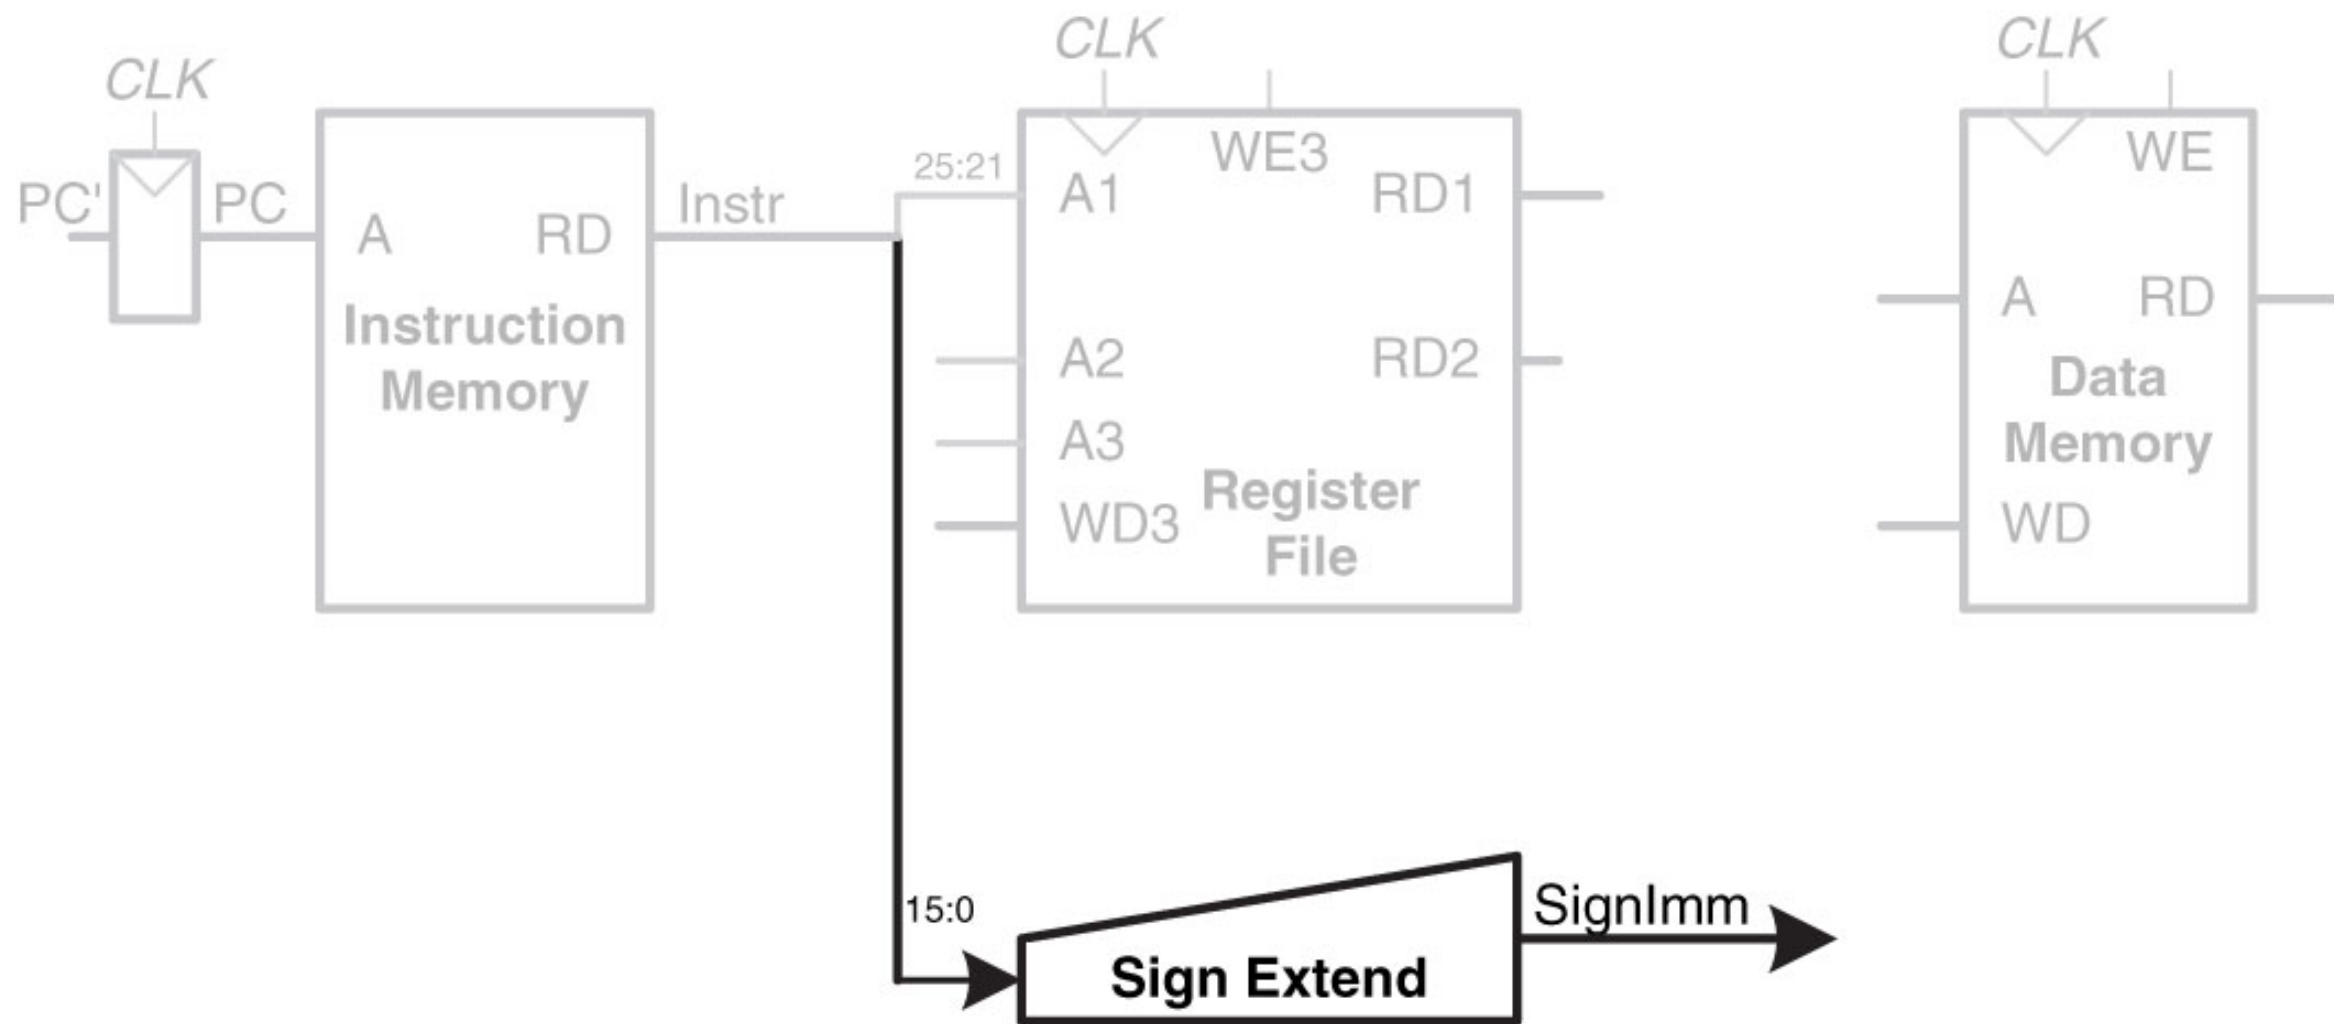 CLK
CLK
CLK
PC'
PC
A
RD
Instruction
Memory
Instr
25:21
A1
WE3
RD1
A2
RD2
A3
WD3
Register
File
WE
A
RD
Data
Memory
WD
15:0
Sign Extend
SignImm